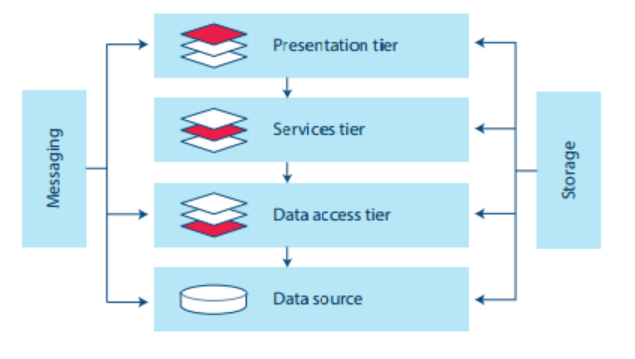 Presentation tier
Services tier
Messaging
Storage
Data access tier
Data source